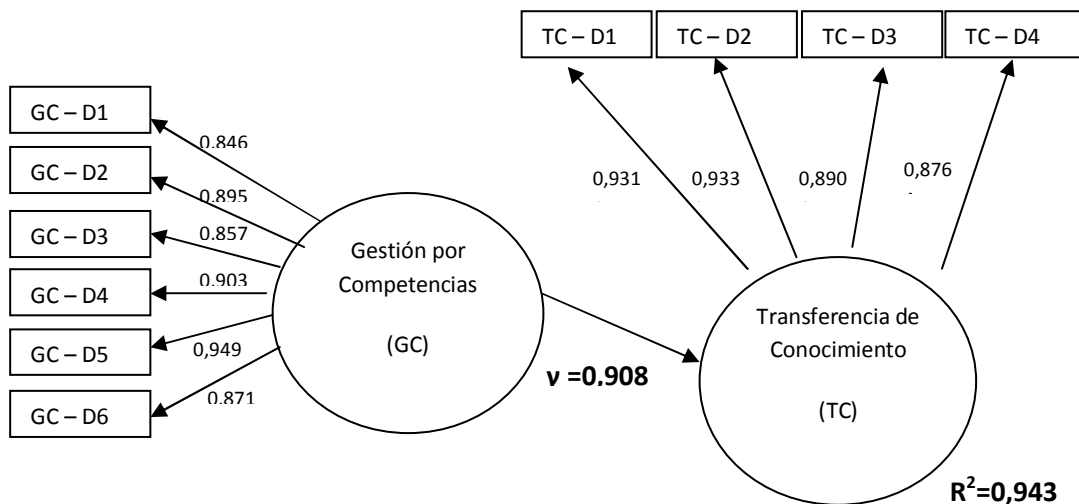 TC – D1
TC – D2
TC – D3
TC – D4
GC – D1
GC – D2
GC – D3
GC – D4
GC – D5
GC – D6
0.846
0.895
0.857
0.903
0,949
0.871
0,931
0,933
0,890
0,876
Gestión por
Competencias
(GC)
γ =0,908
Transferencia de
Conocimiento
(TC)
R²=0,943